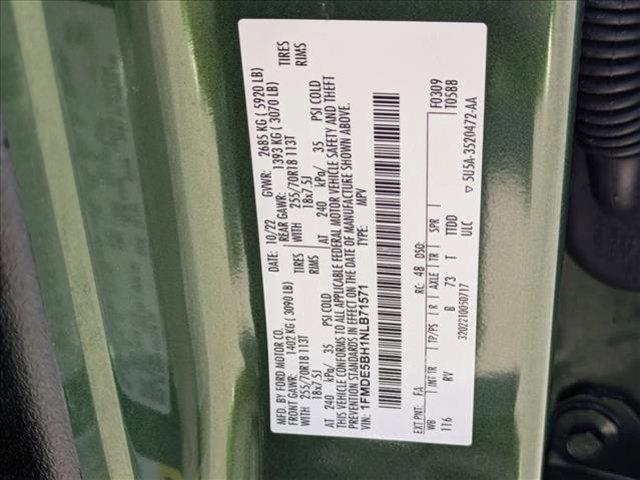 MFD. BY FORD MOTOR CO.
DATE: 10/22 GVWR: 2685 KG ( 5920 LB)
FRONT GAWR: 1402 KG ( 3090 LB) REAR GAWR: 1393 KG ( 3070 LB)
WITH 255/70R18 113T TIRES WITH 255/70R18 113T TIRES
18x7.5J RIMS 18x7.5J RIMS
AT 240 kPa/ 35 PSI COLD AT 240 kPa/ 35 PSI COLD
THIS VEHICLE CONFORMS TO ALL APPLICABLE FEDERAL MOTOR VEHICLE SAFETY AND THEFT
PREVENTION STANDARDS IN EFFECT ON THE DATE OF MANUFACTURE SHOWN ABOVE.
VIN: 1FMDE5BH1NLB71571 TYPE: MPV
F0309
T0588
EXT PNT: FA RC: 48 DSO:
WB INT TR TP/PS R AXLE TR SPR
116 RV B 73 T TTDD
ULC
3202210050717
5U5A-3520472-AA